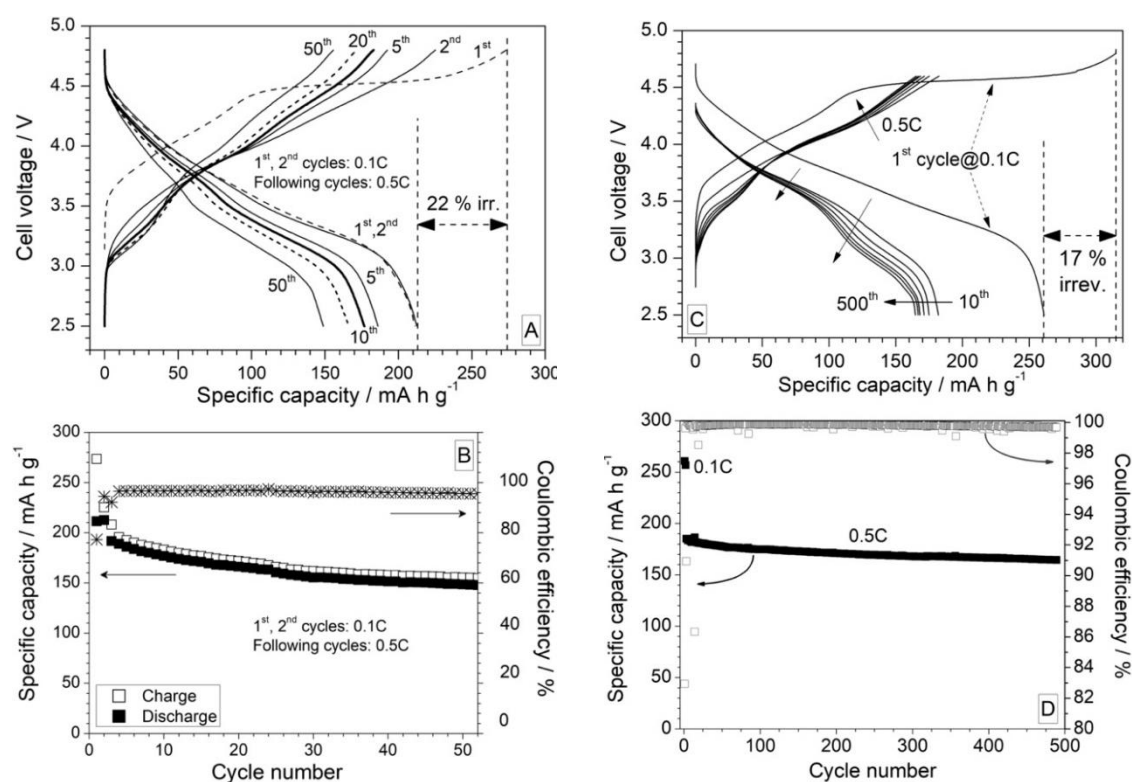 5.0
4.5
4.0
3.5
3.0
2.5
Cell voltage / V
50th
20th
5th
2nd
1st
1st, 2nd cycles: 0.1C
Following cycles: 0.5C
22 % irr.
1st,2nd
5th
50th
10th
A
0 50 100 150 200 250 300
Specific capacity / mA h g-1
5.0
4.5
4.0
3.5
3.0
2.5
Cell voltage / V
0.5C
1st cycle@0.1C
17 %
irrev.
500th
10th
C
0 50 100 150 200 250 300
Specific capacity / mA h g-1
300
250
200
150
100
50
0
Specific capacity / mA h g-1
B
100
80
60
40
20
0
Coulombic efficiency / %
1st, 2nd cycles: 0.1C
Following cycles: 0.5C
Charge
Discharge
0 10 20 30 40 50
Cycle number
300
250
200
150
100
50
0
Specific capacity / mA h g-1
0.1C
0.5C
D
100
98
96
94
92
90
88
86
84
82
80
Coulombic efficiency / %
0 100 200 300 400 500
Cycle number